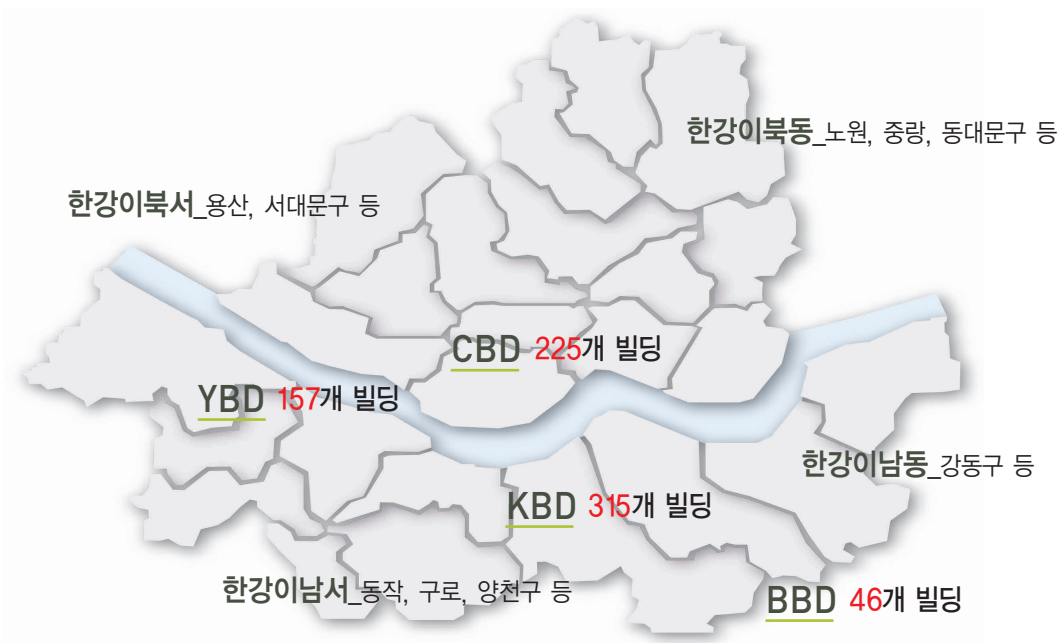 한강이북동_노원, 중랑, 동대문구 등
한강이북서_용산, 서대문구 등
CBD 225개 빌딩
YBD 157개 빌딩
한강이남동_강동구 등
KBD 315개 빌딩
한강이남서_동작, 구로, 양천구 등
BBD 46개 빌딩